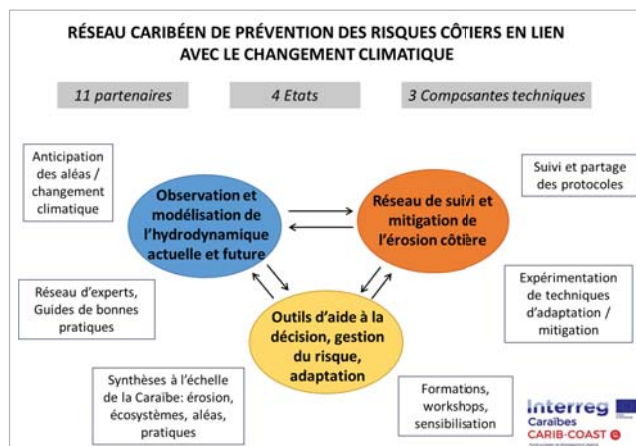 RÉSEAU CARIBÉEN DE PRÉVENTION DES RISQUES CÔTIERS EN LIEN
AVEC LE CHANGEMENT CLIMATIQUE
11 partenaires
4 Etats
3 Composantes techniques
Anticipation
des aléas /
changement
climatique
Observation et
modélisation de
l'hydrodynamique
actuelle et future
Réseau de suivi et
mitigation de
l'érosion côtière
Suivi et partage
des protocoles
Réseau d'experts,
Guides de bonnes
pratiques
Outils d'aide à la
décision, gestion
du risque,
adaptation
Expérimentation
de techniques
d'adaptation /
mitigation
Synthèses à l'échelle
de la Caraïbe: érosion,
écosystèmes, aléas,
pratiques
Formations,
workshops,
sensibilisation
Interreg
Caraïbes
CARIB-COAST